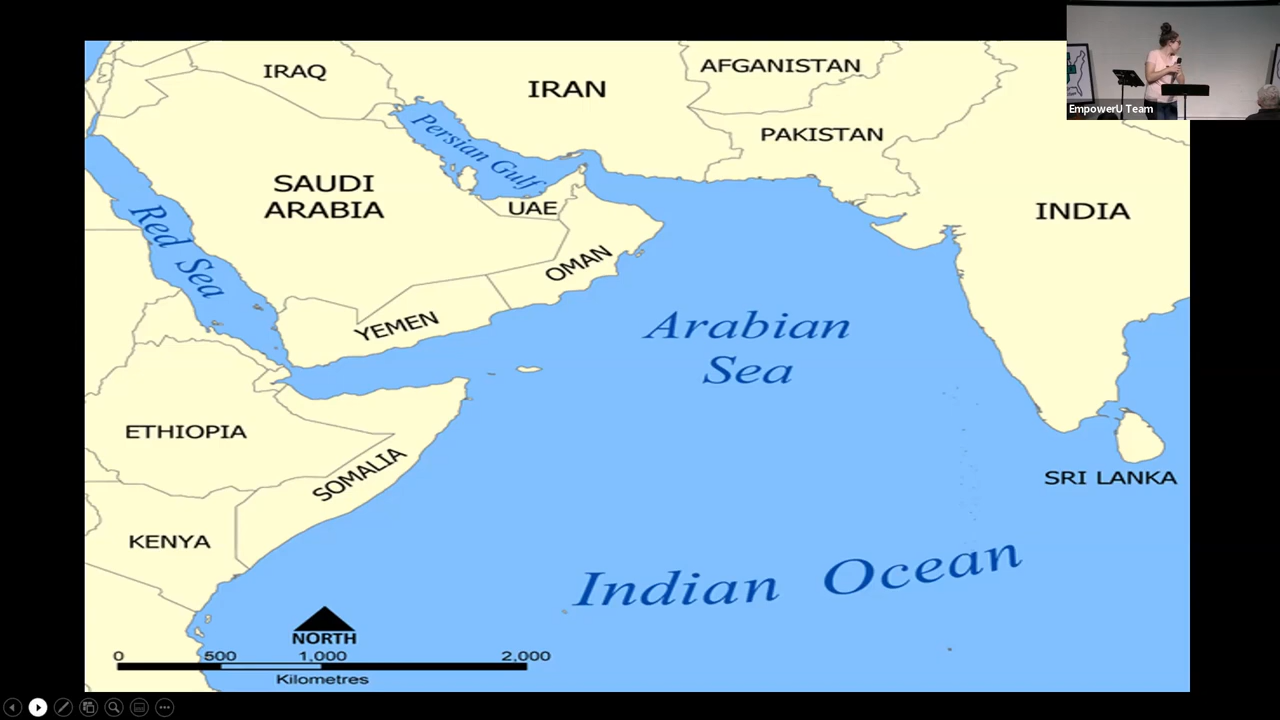 IRAQ
IRAN
AFGANISTAN
PAKISTAN
Persian Gulf
SAUDI
ARABIA
UAE
INDIA
Red Sea
OMAN
YEMEN
Arabian
Sea
ETHIOPIA
SOMALIA
SRI LANKA
KENYA
Indian Ocean
NORTH
0 500 1,000 2,000
Kilometres
EmpowerU Team